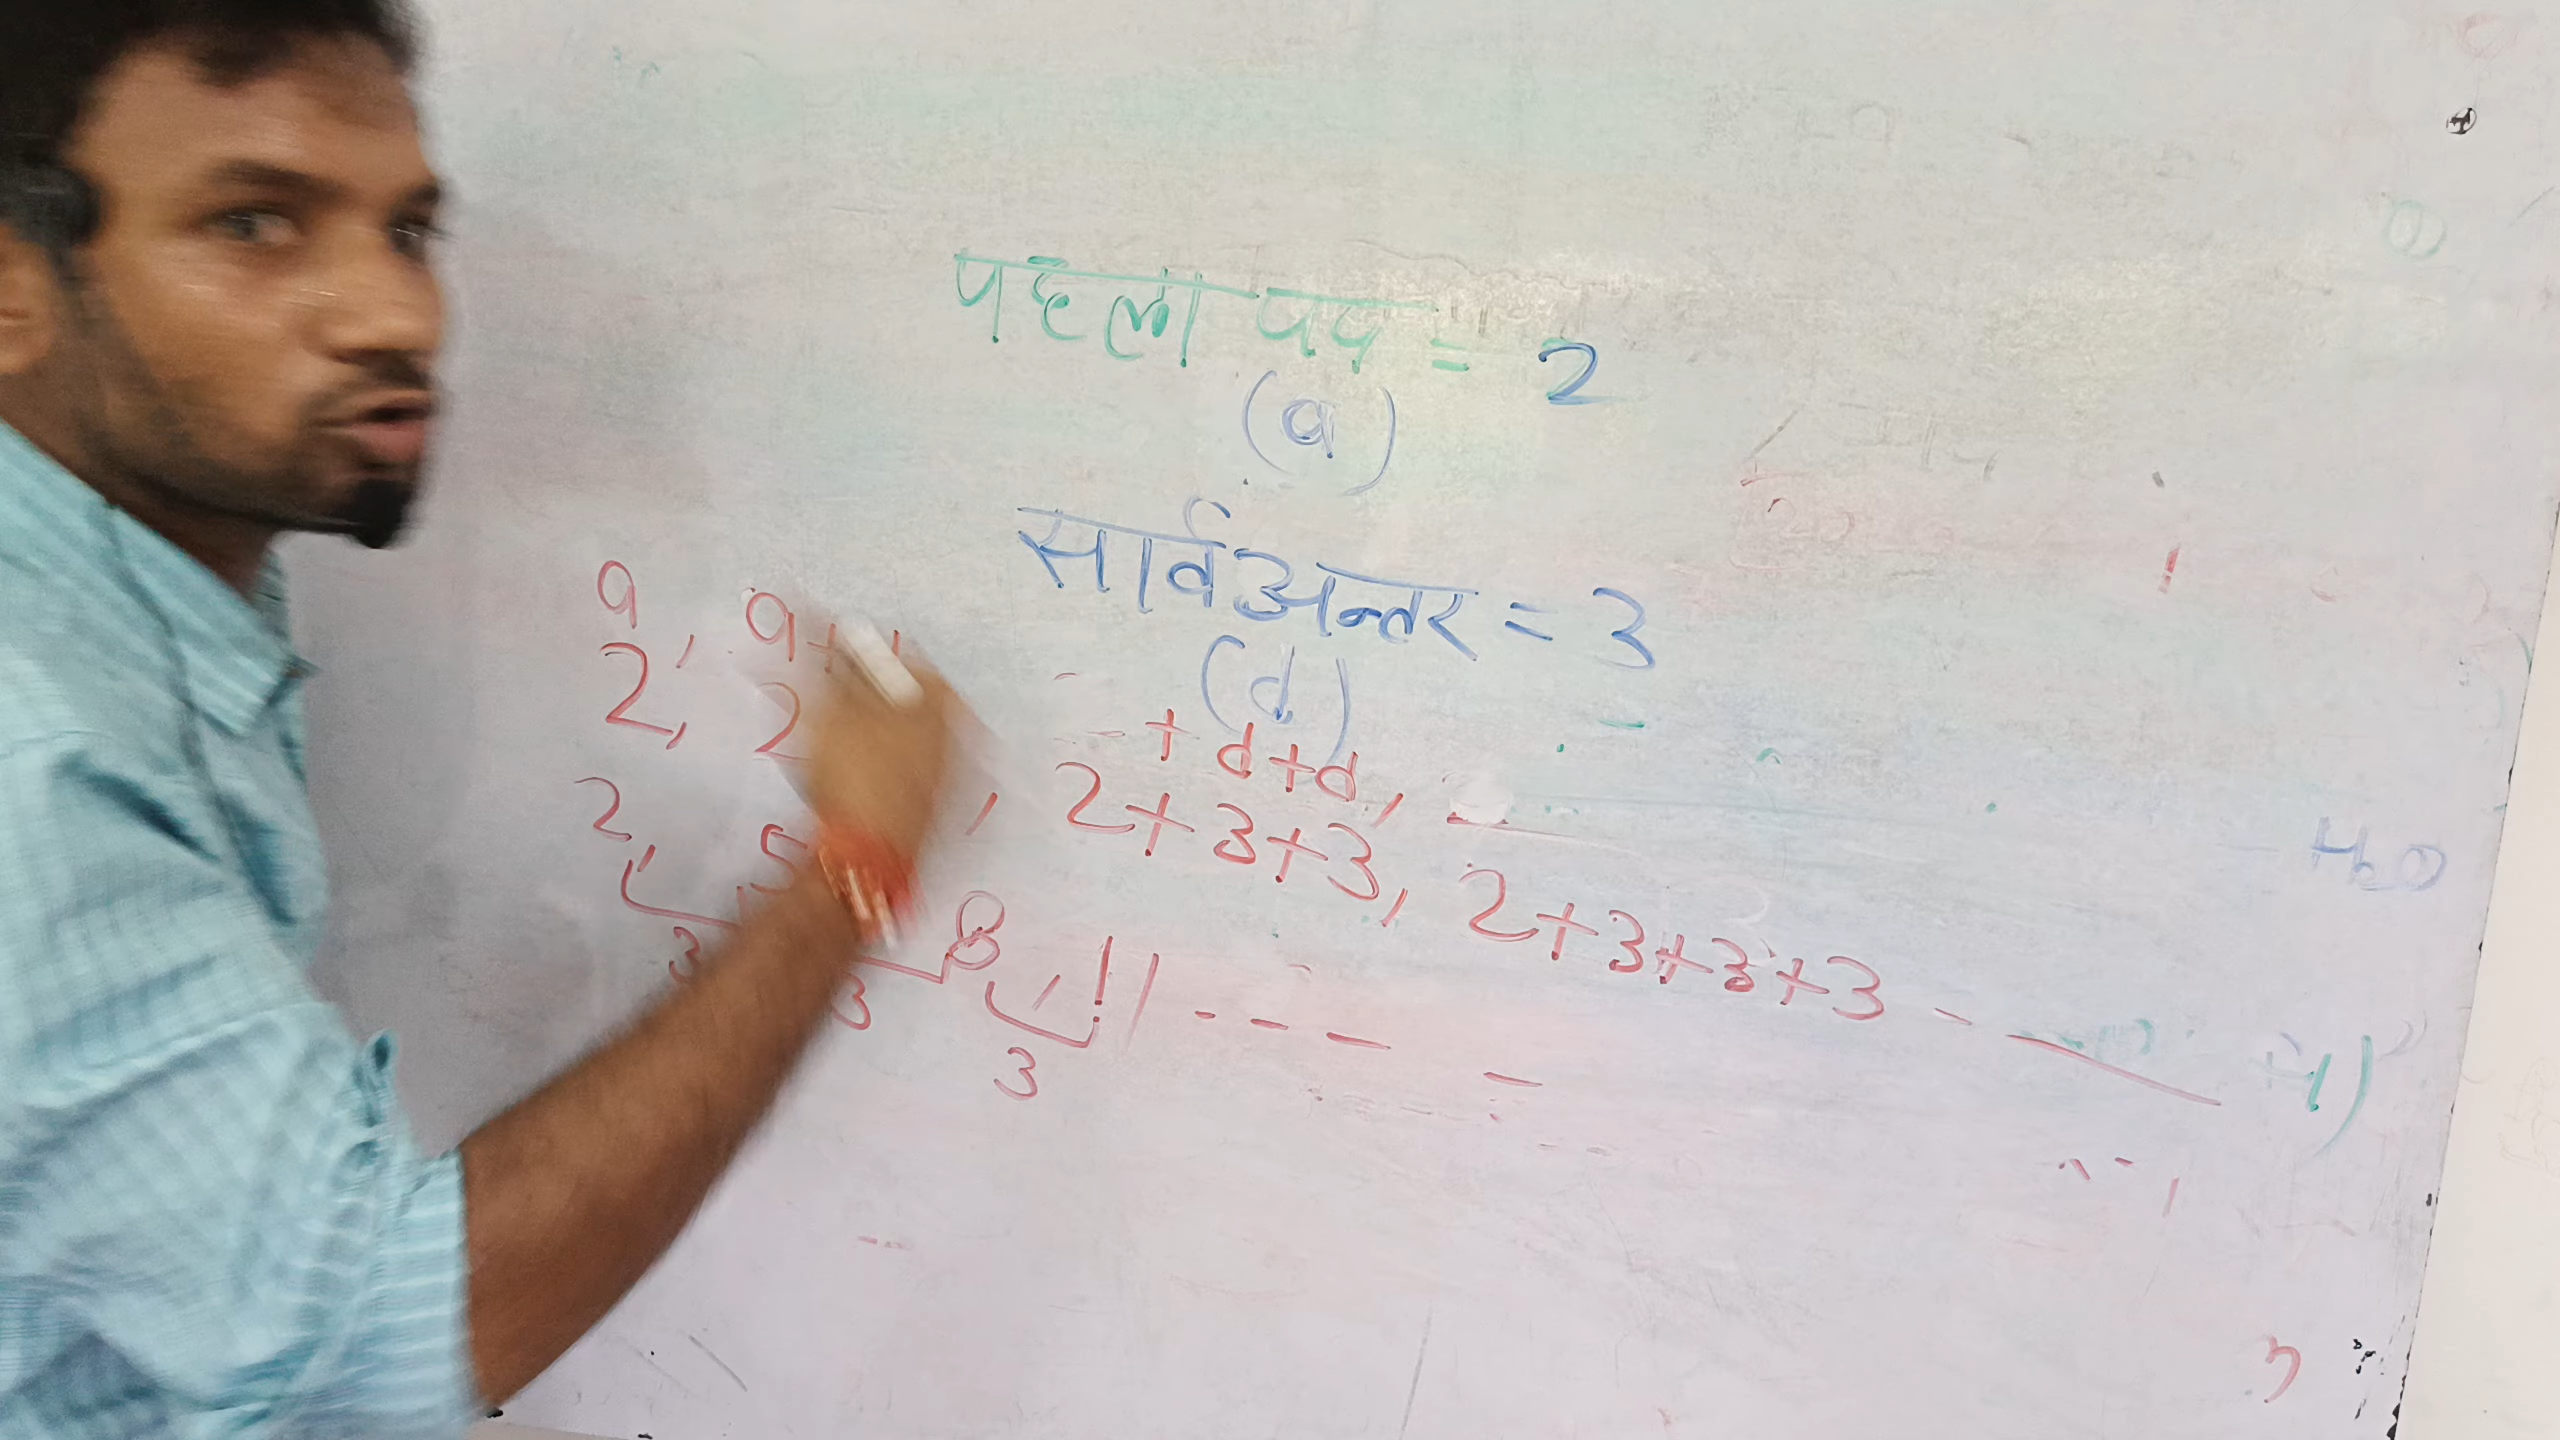 पहला पद = 2
(a)
सार्वअन्तर = 3
(d)
a, a+ + d+d,
2, 2 , 2+3+3, 2+3+3+3 - —
2, 5 8, 11 - - - -
3 3 3